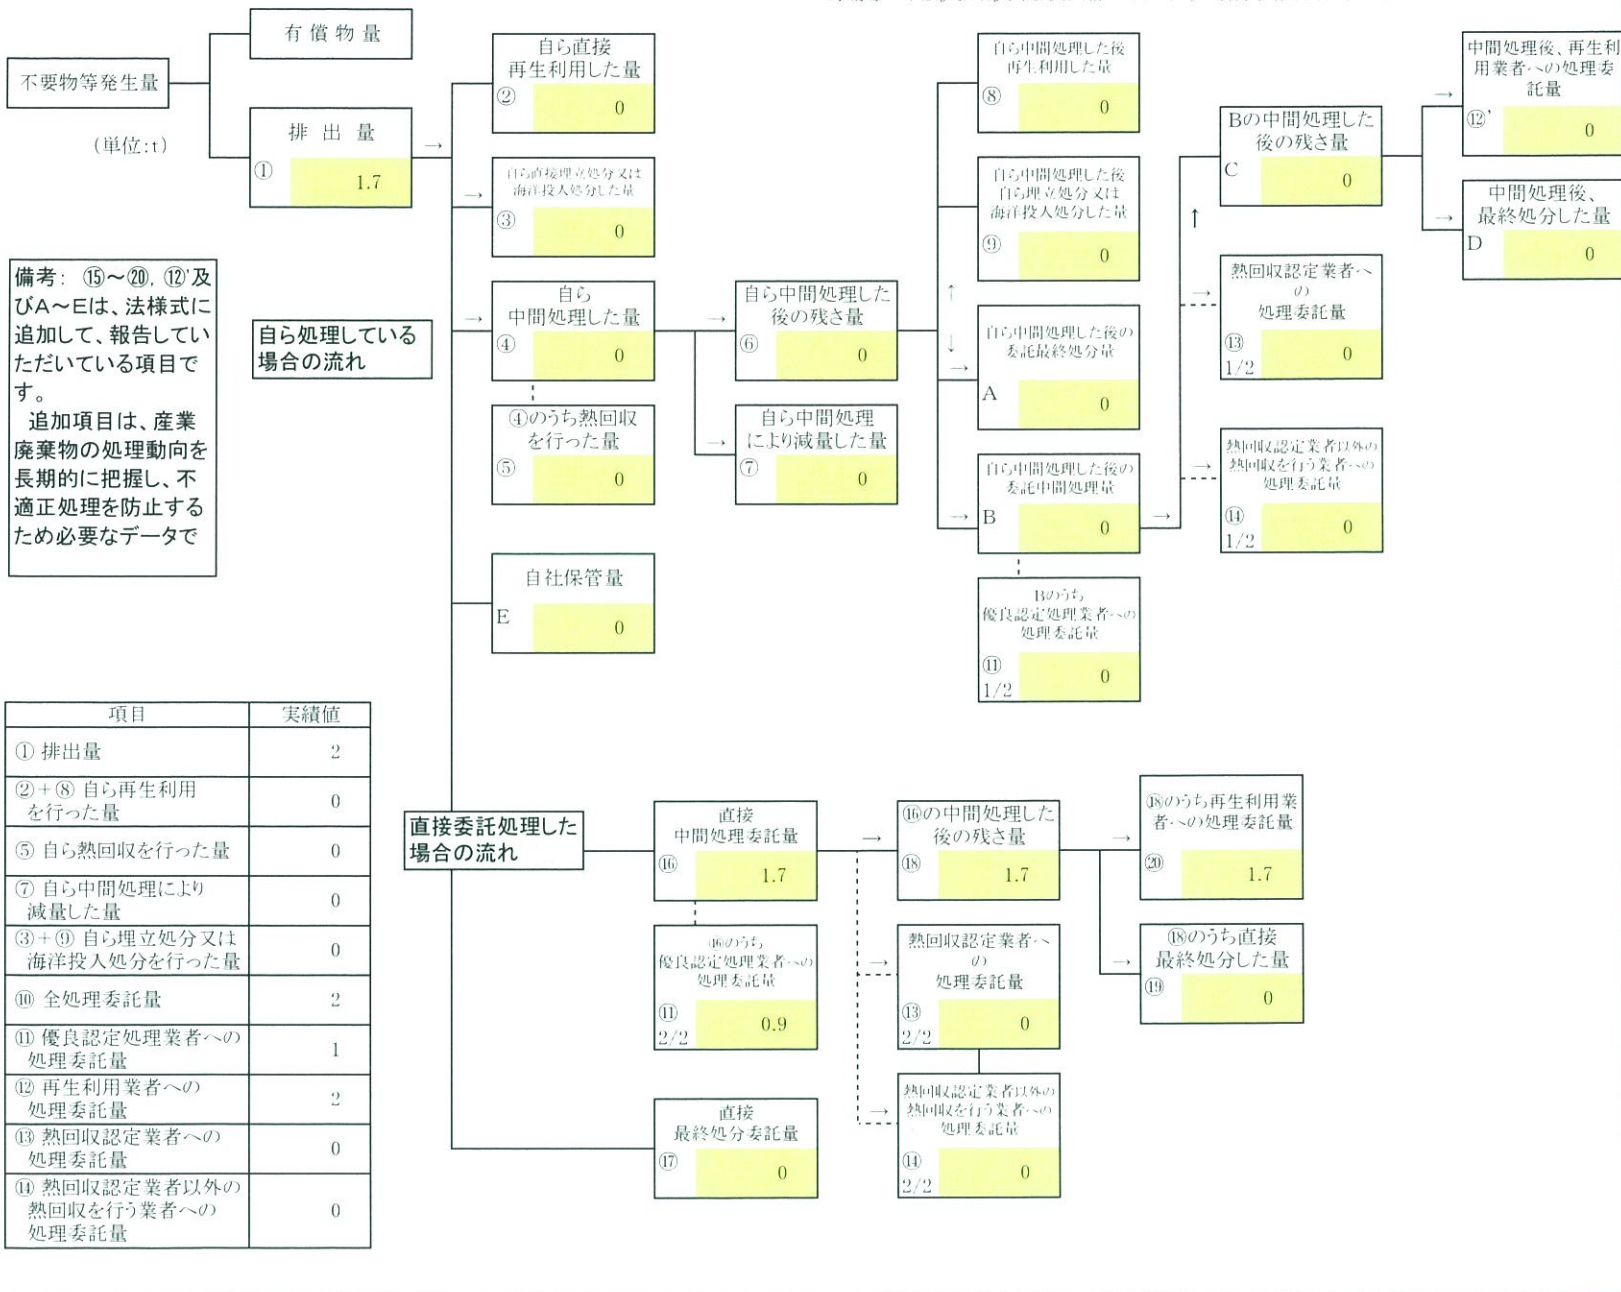 有償物量
不要物等発生量
(単位:t)
排出量
①
1.7
→
備考: ⑮～⑳, ⑫'及
びA～Eは、法様式に
追加して、報告してい
ただいている項目で
す。
追加項目は、産業
廃棄物の処理動向を
長期的に把握し、不
適正処理を防止する
ため必要なデータで
自ら処理している
場合の流れ
自ら直接
再生利用した量
②
0
→
自ら直接埋立処分又は
海洋投入処分した量
③
0
→
自ら
中間処理した量
④
0
④のうち熱回収
を行った量
⑤
0
自社保管量
E
0
→
自ら中間処理した
後の残さ量
⑥
0
→
自ら中間処理
により減量した量
⑦
0
自ら中間処理した後
再生利用した量
⑧
0
自ら中間処理した後
自ら埋立処分又は
海洋投入処分した量
⑨
0
↑
↓
→
自ら中間処理した後の
委託最終処分量
A
0
→
自ら中間処理した後の
委託中間処理量
B
0
Bのうち
優良認定処理業者への
処理委託量
⑪
1/2
0
→
↑
Bの中間処理した
後の残さ量
C
0
→
熱回収認定業者へ
の
処理委託量
⑬
1/2
0
→
熱回収認定業者以外の
熱回収を行う業者への
処理委託量
⑭
1/2
0
→
中間処理後、再生利
用業者への処理委
託量
⑫'
0
→
中間処理後、
最終処分した量
D
0
項目 実績値
① 排出量 2
②+⑧ 自ら再生利用
を行った量 0
⑤ 自ら熱回収を行った量 0
⑦ 自ら中間処理により
減量した量 0
③+⑨ 自ら埋立処分又は
海洋投入処分を行った量 0
⑩ 全処理委託量 2
⑪ 優良認定処理業者への
処理委託量 1
⑫ 再生利用業者への
処理委託量 2
⑬ 熱回収認定業者への
処理委託量 0
⑭ 熱回収認定業者以外の
熱回収を行う業者への
処理委託量 0
直接委託処理した
場合の流れ
直接
中間処理委託量
⑯
1.7
⑯のうち
優良認定処理業者への
処理委託量
⑪
2/2
0.9
直接
最終処分委託量
⑰
0
→
⑯の中間処理した
後の残さ量
⑱
1.7
→
熱回収認定業者へ
の
処理委託量
⑬
2/2
0
→
熱回収認定業者以外の
熱回収を行う業者への
処理委託量
⑭
2/2
0
→
⑱のうち再生利用業
者への処理委託量
⑳
1.7
→
⑱のうち直接
最終処分した量
⑲
0